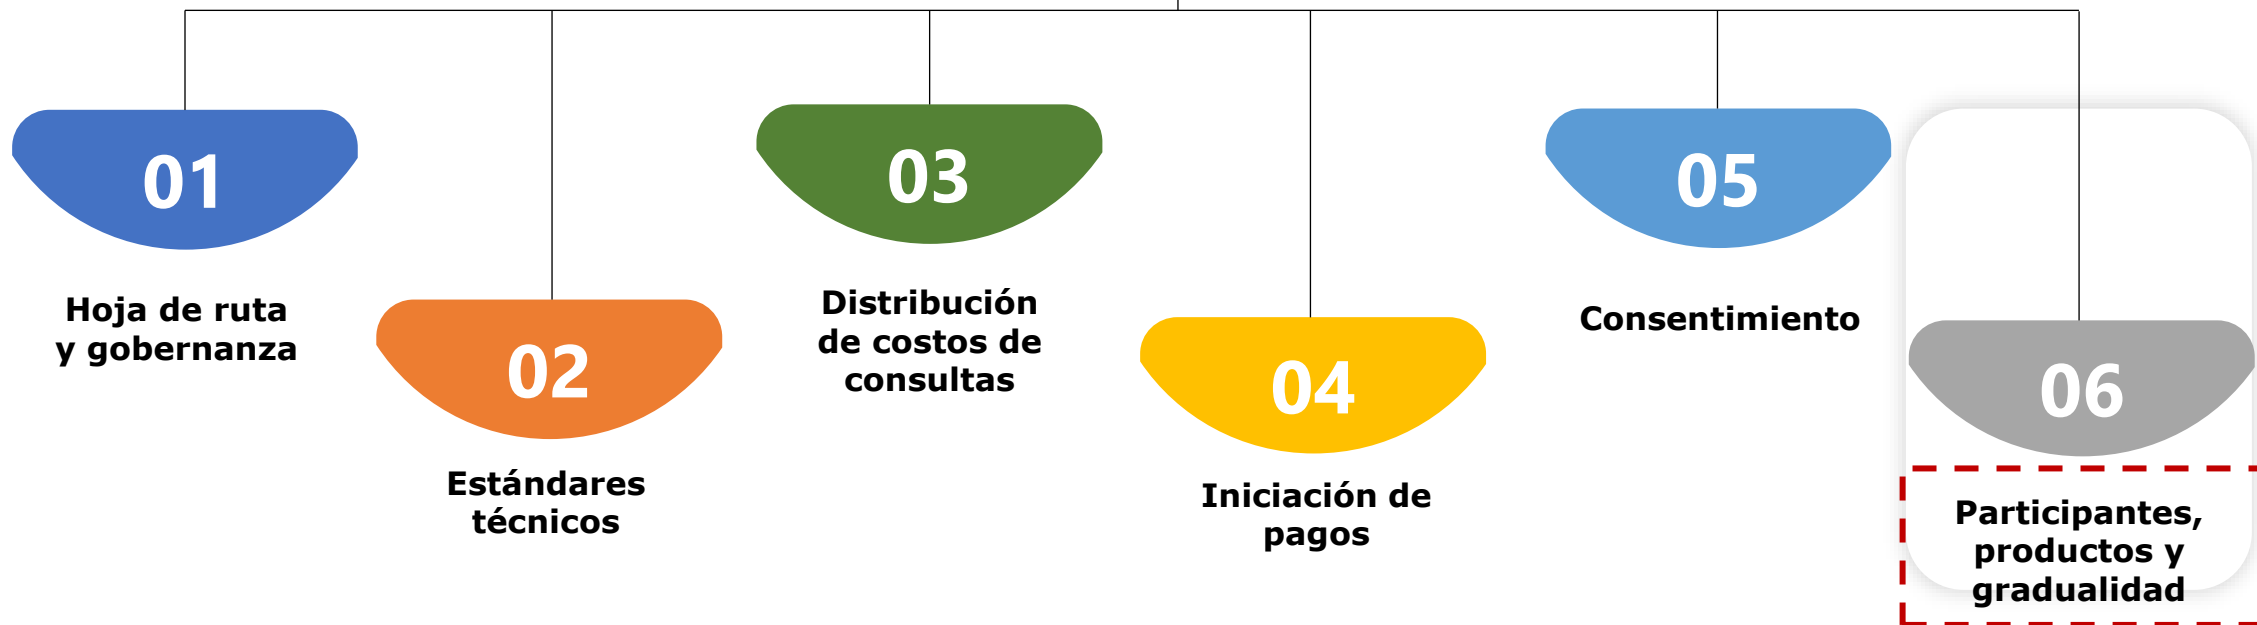 01
Hoja de ruta
y gobernanza
02
Estándares
técnicos
03
Distribución
de costos de
consultas
04
Iniciación de
pagos
05
Consentimiento
06
Participantes,
productos y
gradualidad